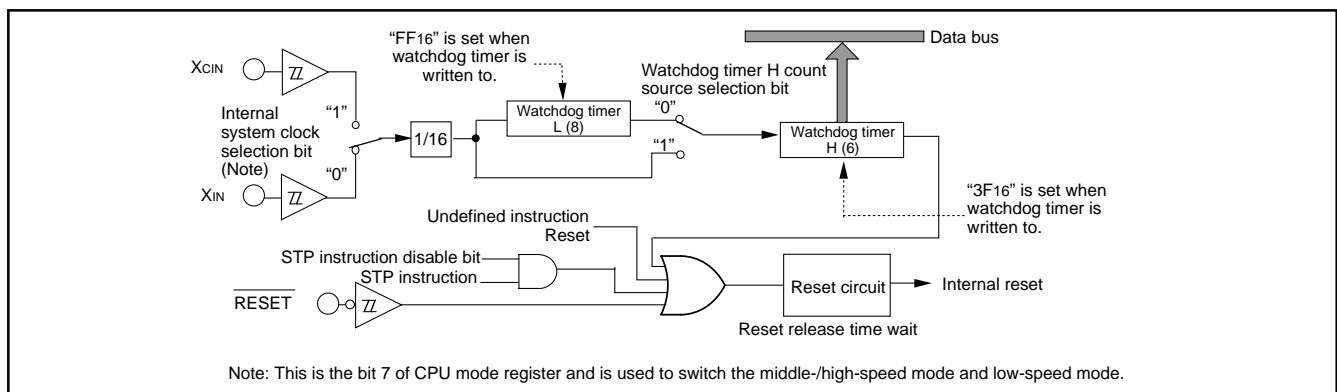 “FF16” is set when
watchdog timer is
written to.
Data bus
XCIN
Watchdog timer H count
source selection bit
“1”
“0”
Internal
system clock
selection bit
(Note)
1/16
Watchdog timer
L (8)
Watchdog timer
H (6)
“1”
“0”
XIN
“3F16” is set when
watchdog timer is
written to.
Undefined instruction
Reset
STP instruction disable bit
STP instruction
RESET
Reset circuit
Internal reset
Reset release time wait
Note: This is the bit 7 of CPU mode register and is used to switch the middle-/high-speed mode and low-speed mode.